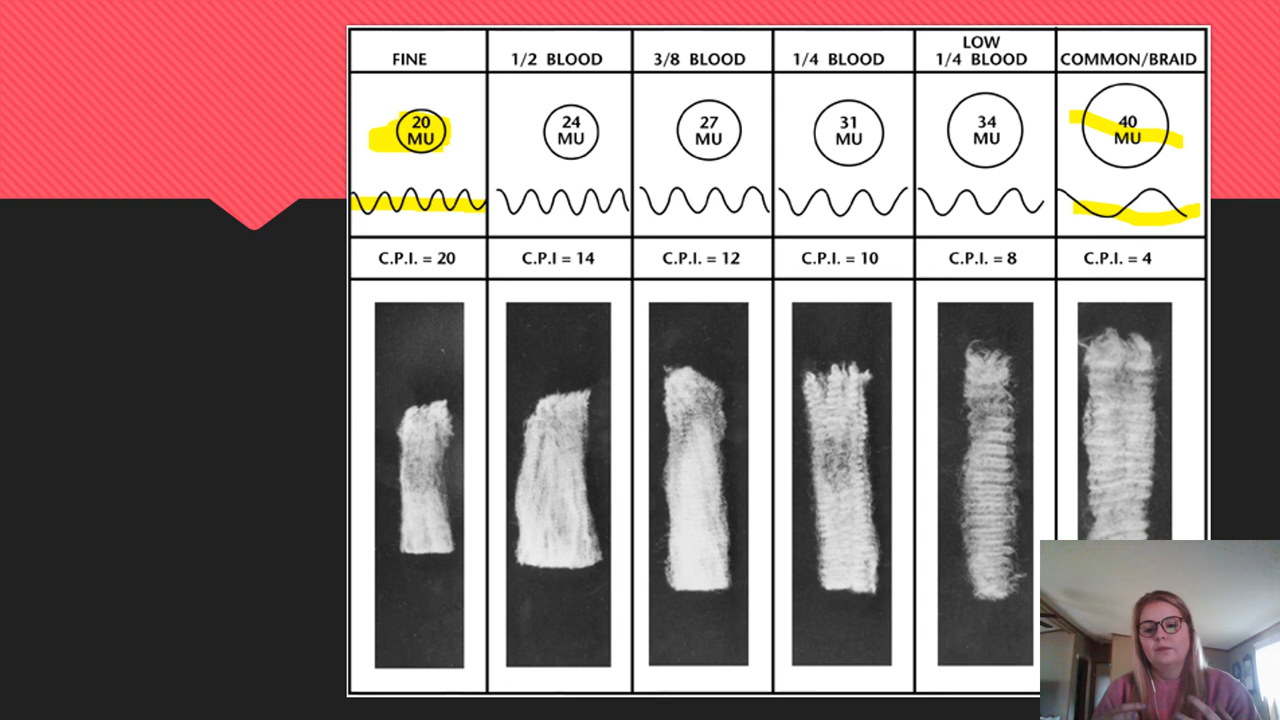 FINE
1/2 BLOOD
3/8 BLOOD
1/4 BLOOD
LOW
1/4 BLOOD
COMMON/BRAID
20
MU
24
MU
27
MU
31
MU
34
MU
40
MU
C.P.I. = 20
C.P.I = 14
C.P.I. = 12
C.P.I. = 10
C.P.I. = 8
C.P.I. = 4